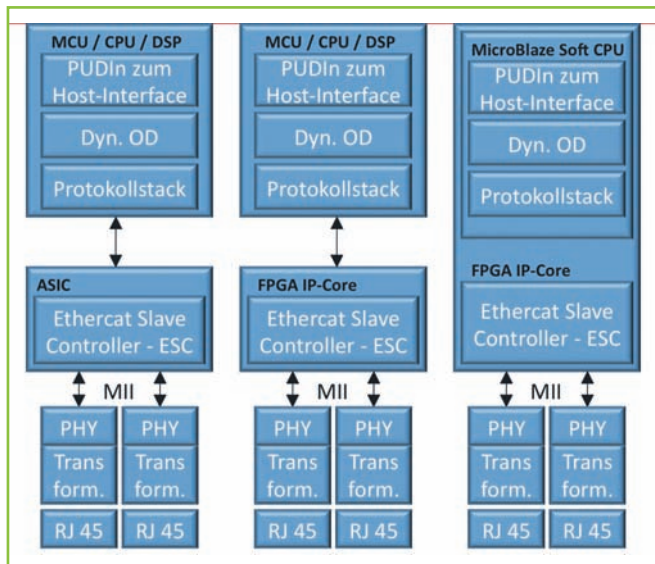 MCU / CPU / DSP
PUDIn zum
Host-Interface
Dyn. OD
Protokollstack
ASIC
Ethercat Slave
Controller - ESC
MII
PHY
PHY
Trans
form.
Trans
form.
RJ 45
RJ 45
MCU / CPU / DSP
PUDIn zum
Host-Interface
Dyn. OD
Protokollstack
FPGA IP-Core
Ethercat Slave
Controller - ESC
MII
PHY
PHY
Trans
form.
Trans
form.
RJ 45
RJ 45
MicroBlaze Soft CPU
PUDIn zum
Host-Interface
Dyn. OD
Protokollstack
FPGA IP-Core
Ethercat Slave
Controller - ESC
MII
PHY
PHY
Trans
form.
Trans
form.
RJ 45
RJ 45